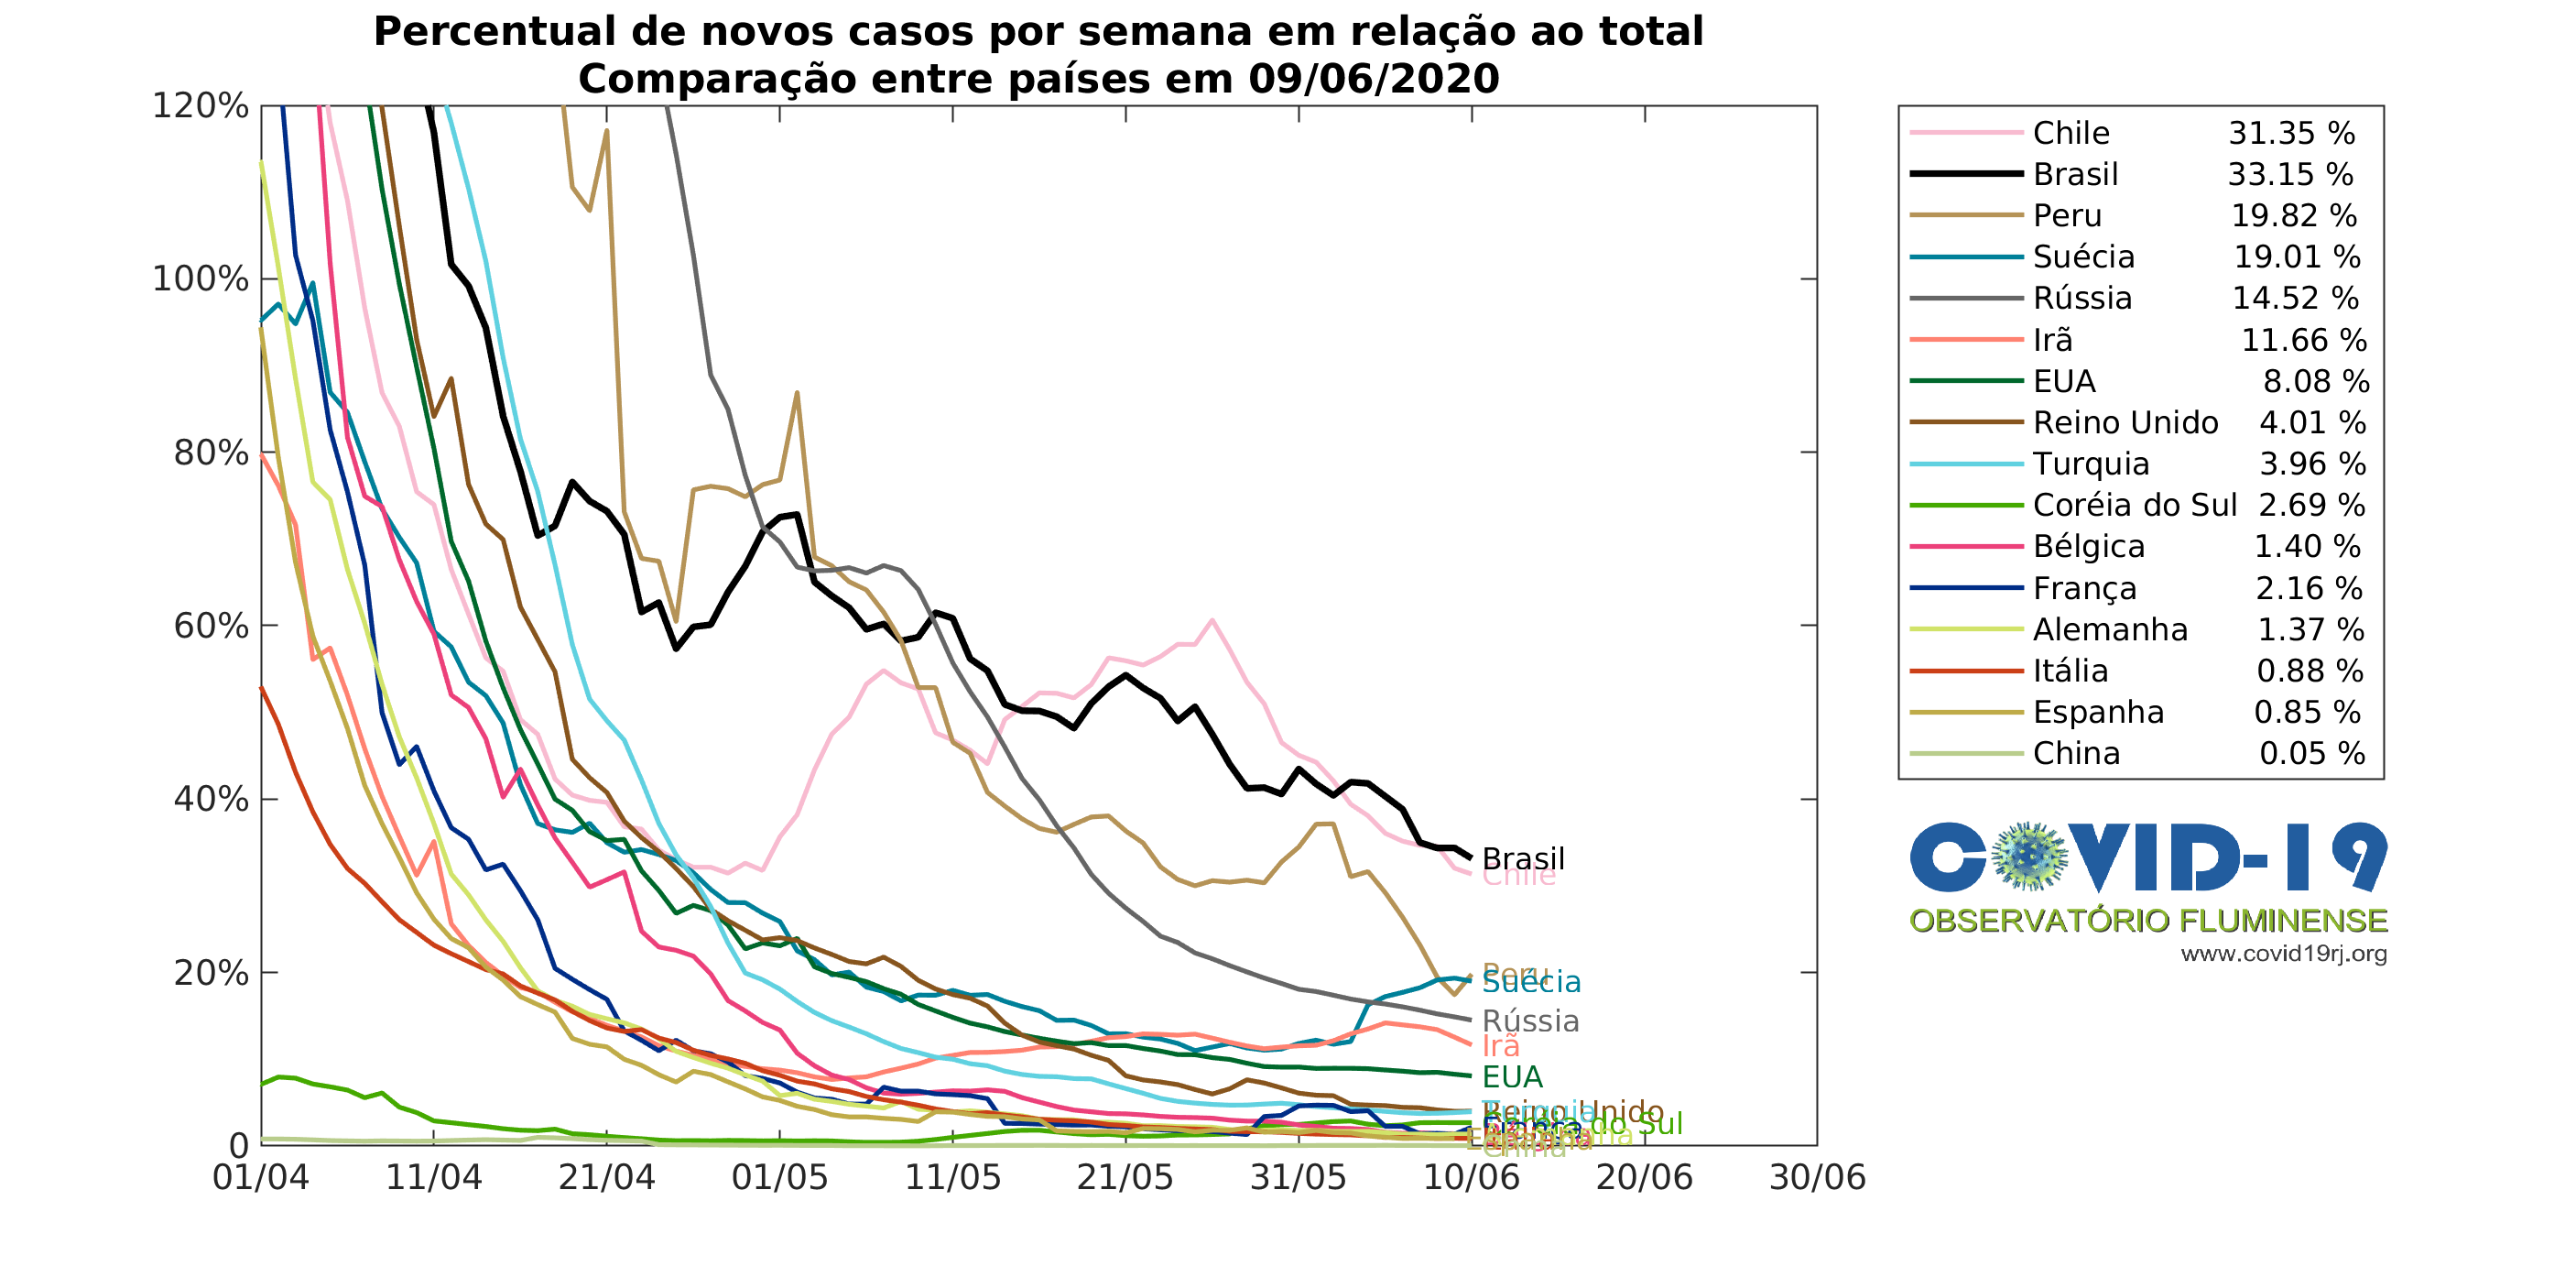 Percentual de novos casos por semana em relação ao total
Comparação entre países em 09/06/2020
120%
100%
80%
60%
40%
20%
0
01/04 11/04 21/04 01/05 11/05 21/05 31/05 10/06 20/06 30/06
Brasil
Chile
Peru
Suécia
Rússia
Irã
EUA
Reino Unido
Turquia
Coréia do Sul
França
China
Chile 31.35 %
Brasil 33.15 %
Peru 19.82 %
Suécia 19.01 %
Rússia 14.52 %
Irã 11.66 %
EUA 8.08 %
Reino Unido 4.01 %
Turquia 3.96 %
Coréia do Sul 2.69 %
Bélgica 1.40 %
França 2.16 %
Alemanha 1.37 %
Itália 0.88 %
Espanha 0.85 %
China 0.05 %
COVID-19
OBSERVATÓRIO FLUMINENSE
www.covid19rj.org